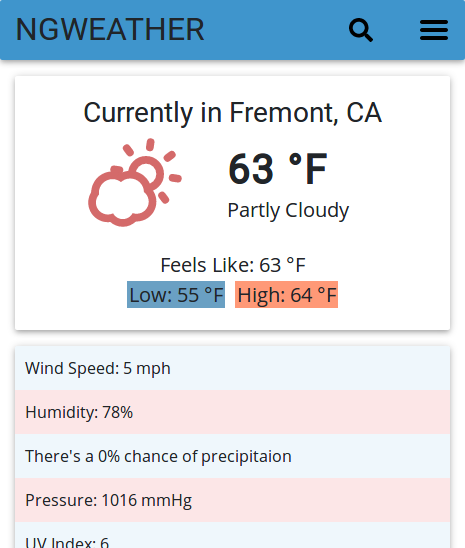 NGWEATHER
Currently in Fremont, CA
63 °F
Partly Cloudy
Feels Like: 63 °F
Low: 55 °F High: 64 °F
Wind Speed: 5 mph
Humidity: 78%
There's a 0% chance of precipitaion
Pressure: 1016 mmHg
UV Index: 6